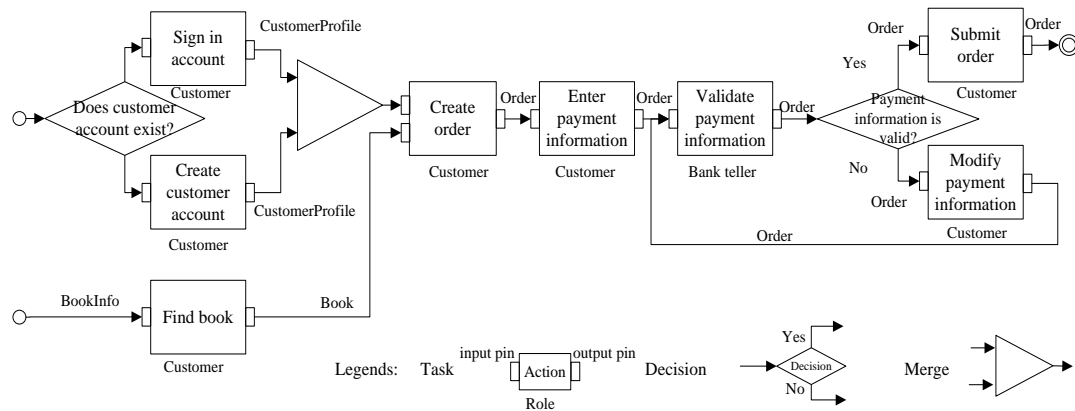 Sign in
account
Customer
CustomerProfile
Does customer
account exist?
Create
customer
account
Customer
CustomerProfile
BookInfo
Find book
Customer
Book
Create
order
Customer
Order
Enter
payment
information
Customer
Order
Validate
payment
information
Bank teller
Order
Payment
information is
valid?
Yes
Order
Submit
order
Customer
Order
No
Order
Modify
payment
information
Customer
Order
Legends:
Task
input pin
Action
output pin
Role
Decision
Yes
Decision
No
Merge